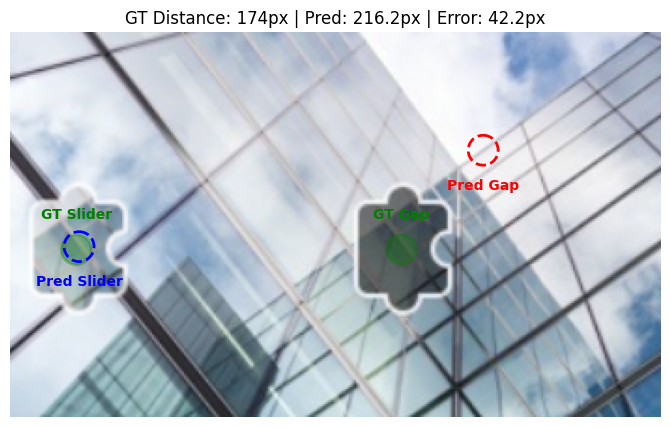 GT Distance: 174px | Pred: 216.2px | Error: 42.2px
Pred Gap
GT Slider
GT Gap
Pred Slider